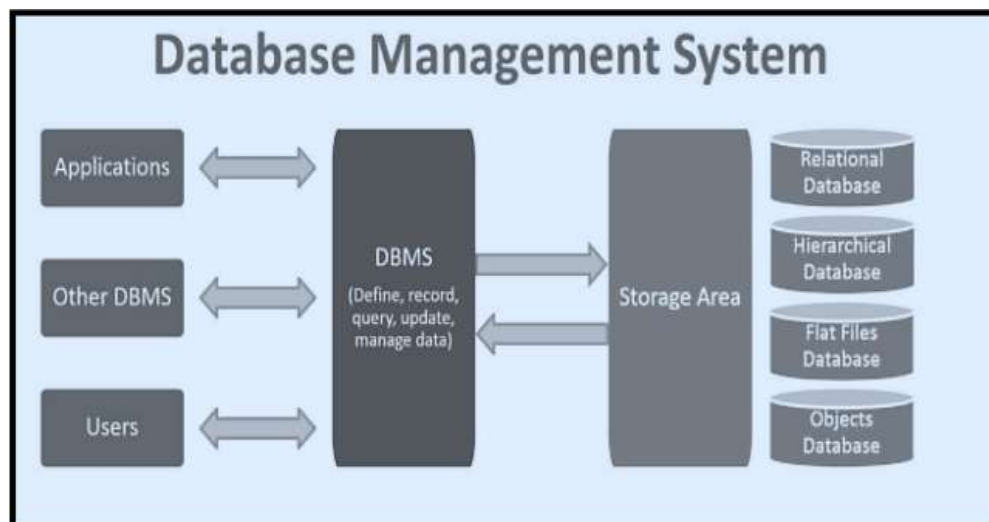 Database Management System
Applications
Other DBMS
Users
DBMS
(Define, record,
query, update,
manage data)
Storage Area
Relational
Database
Hierarchical
Database
Flat Files
Database
Objects
Database